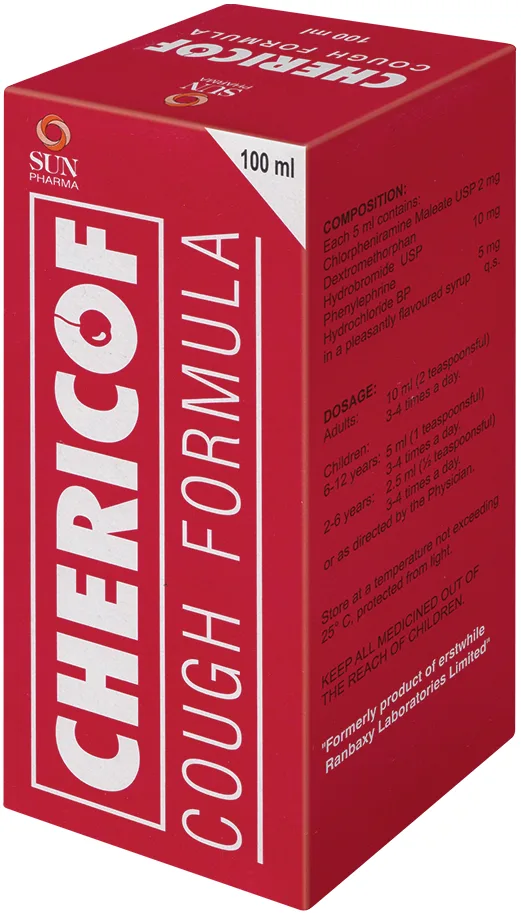 CHERICOF
COUGH FORMULA
100 ml
SUN
PHARMA
SUN
PHARMA
100 ml
CHERICOF
COUGH FORMULA
COMPOSITION:
Each 5 ml contains:
Chlorpheniramine Maleate USP 2 mg
Dextromethorphan 10 mg
Hydrobromide USP
Phenylephrine 5 mg
Hydrochloride BP q.s.
in a pleasantly flavoured syrup
DOSAGE:
Adults: 10 ml (2 teaspoonsful)
3-4 times a day.
Children:
6-12 years: 5 ml (1 teaspoonsful)
3-4 times a day.
2-6 years: 2.5 ml (½ teaspoonsful)
3-4 times a day.
or as directed by the Physician.
Store at a temperature not exceeding
25° C, protected from light.
KEEP ALL MEDICINED OUT OF
THE REACH OF CHILDREN.
"Formerly product of erstwhile
Ranbaxy Laboratories Limited"